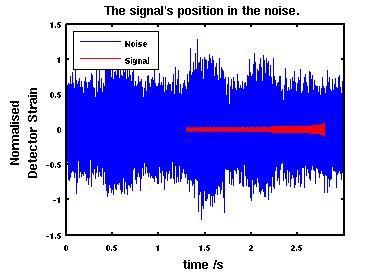 The signal's position in the noise.
Normalised
Detector Strain
1.5
1
0.5
0
-0.5
-1
-1.5
Noise
Signal
0 0.5 1 1.5 2 2.5
time /s